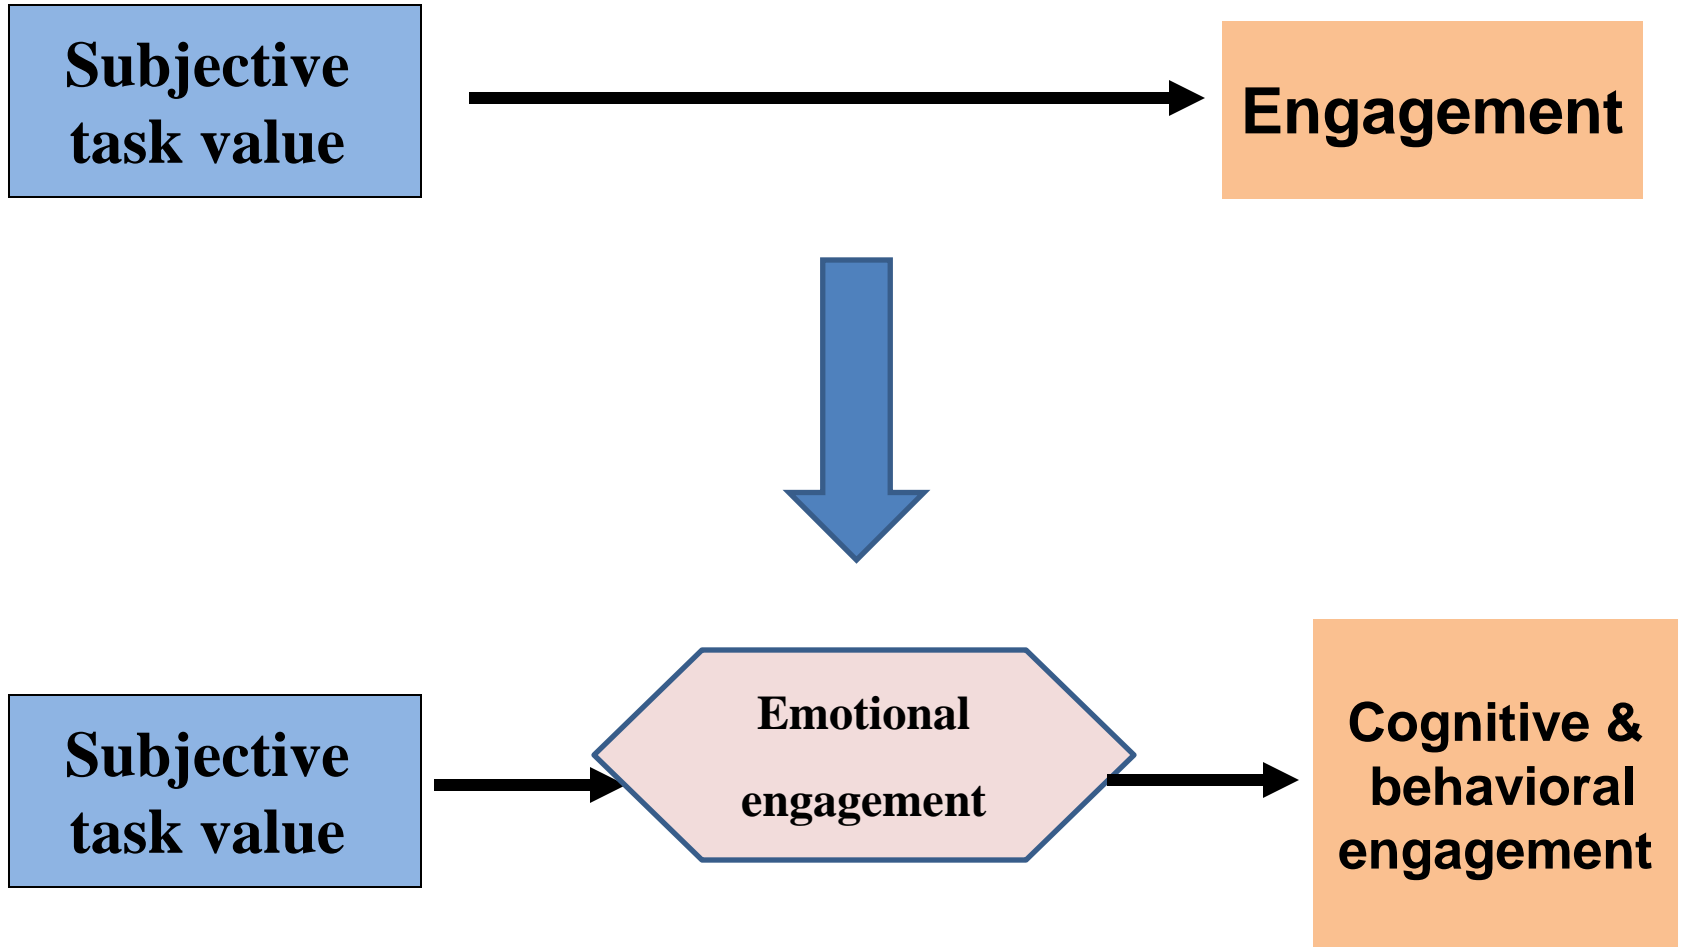 Subjective
task value
Engagement
Emotional
engagement
Subjective
task value
Cognitive &
behavioral
engagement